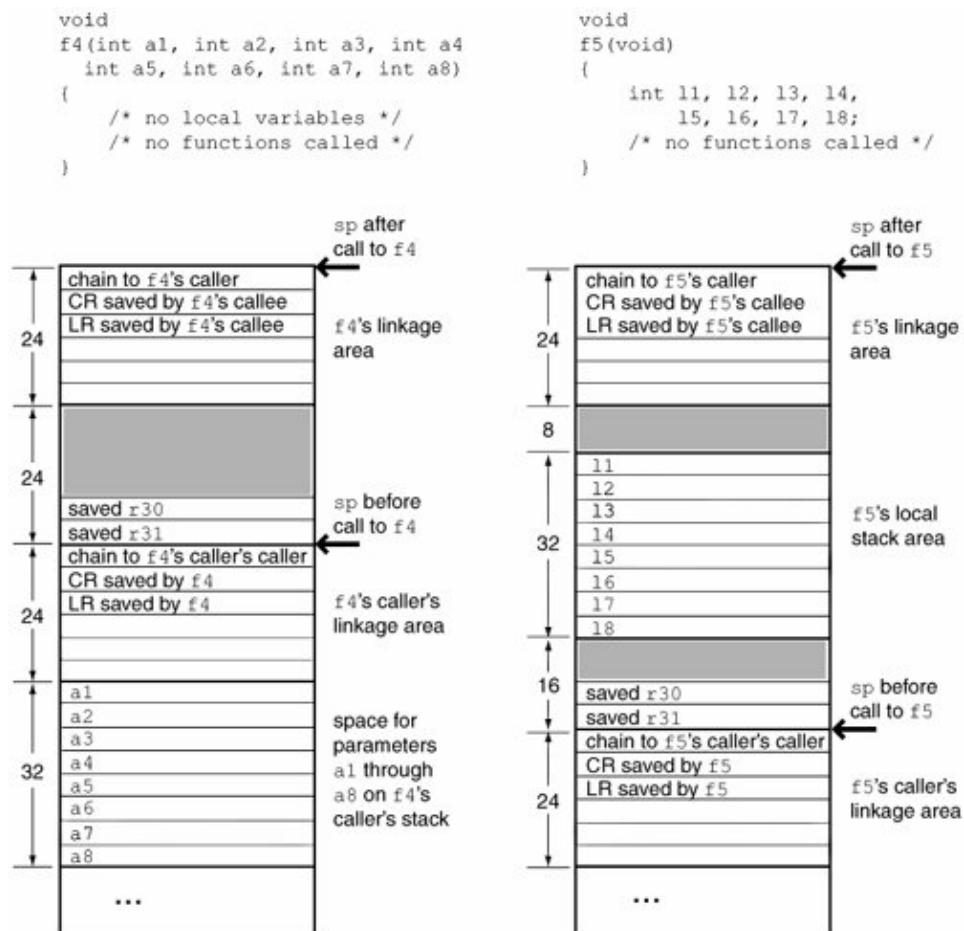 void
f4(int a1, int a2, int a3, int a4
int a5, int a6, int a7, int a8)
{
/* no local variables */
/* no functions called */
}
sp after
call to f4
chain to f4's caller
CR saved by f4's callee
LR saved by f4's callee
24
f4's linkage
area
24
saved r30
saved r31
sp before
call to f4
chain to f4's caller's caller
CR saved by f4
LR saved by f4
24
f4's caller's
linkage area
a1
a2
a3
a4
a5
a6
a7
a8
32
space for
parameters
a1 through
a8 on f4's
caller's stack
...
void
f5(void)
{
int l1, l2, l3, l4,
l5, l6, l7, l8;
/* no functions called */
}
sp after
call to f5
chain to f5's caller
CR saved by f5's callee
LR saved by f5's callee
24
f5's linkage
area
8
l1
l2
l3
l4
l5
l6
l7
l8
32
f5's local
stack area
16
saved r30
saved r31
sp before
call to f5
chain to f5's caller's caller
CR saved by f5
LR saved by f5
24
f5's caller's
linkage area
...